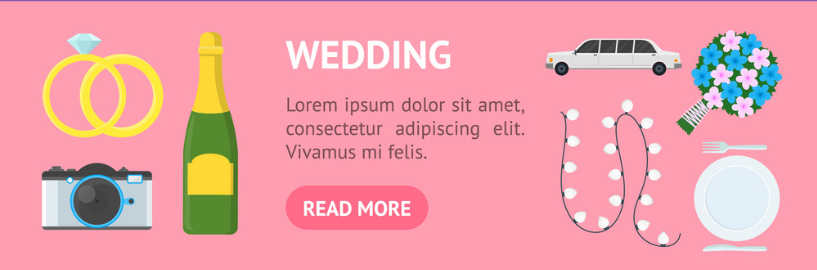 WEDDING
Lorem ipsum dolor sit amet,
consectetur adipiscing elit.
Vivamus mi felis.
READ MORE